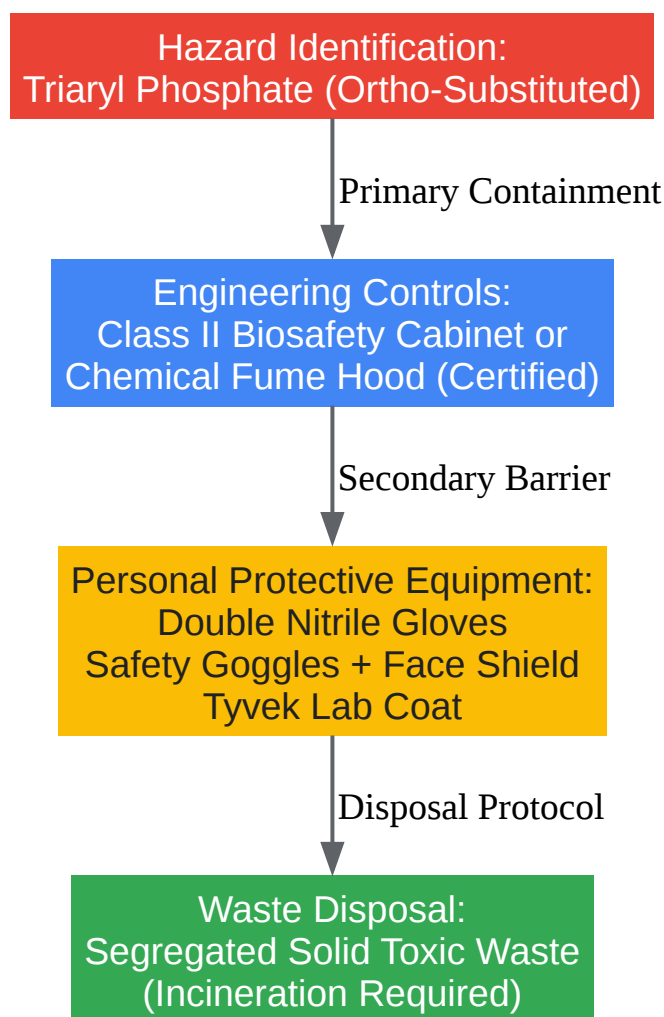 Hazard Identification:
Triaryl Phosphate (Ortho-Substituted)
Primary Containment
Engineering Controls:
Class II Biosafety Cabinet or
Chemical Fume Hood (Certified)
Secondary Barrier
Personal Protective Equipment:
Double Nitrile Gloves
Safety Goggles + Face Shield
Tyvek Lab Coat
Disposal Protocol
Waste Disposal:
Segregated Solid Toxic Waste
(Incineration Required)